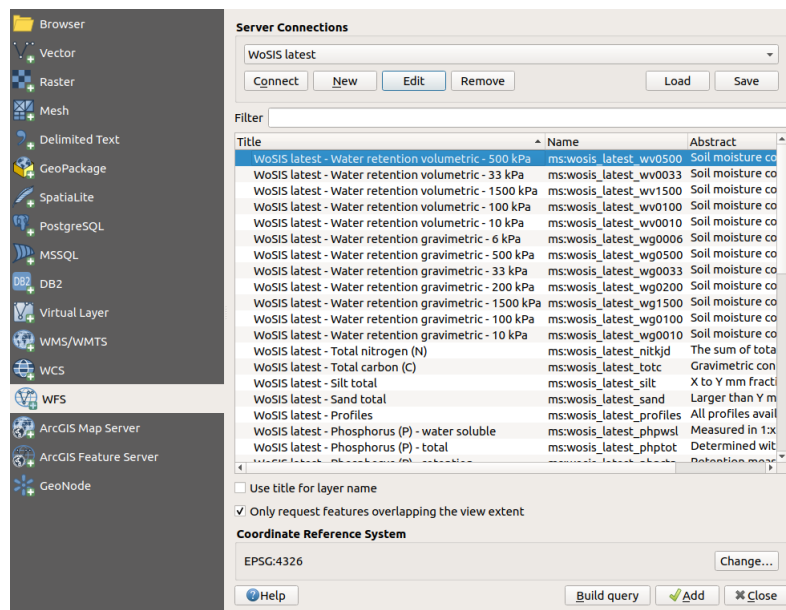 Browser
Vector
Raster
Mesh
Delimited Text
GeoPackage
SpatiaLite
PostgreSQL
MSSQL
DB2
DB2
Virtual Layer
WMS/WMTS
WCS
WFS
ArcGIS Map Server
ArcGIS Feature Server
GeoNode
Server Connections
WoSIS latest
Connect New Edit Remove Load Save
Filter
Title Name Abstract
WoSIS latest - Water retention volumetric - 500 kPa ms:wosis_latest_wv0500 Soil moisture co
WoSIS latest - Water retention volumetric - 33 kPa ms:wosis_latest_wv0033 Soil moisture co
WoSIS latest - Water retention volumetric - 1500 kPa ms:wosis_latest_wv1500 Soil moisture co
WoSIS latest - Water retention volumetric - 100 kPa ms:wosis_latest_wv0100 Soil moisture co
WoSIS latest - Water retention volumetric - 10 kPa ms:wosis_latest_wv0010 Soil moisture co
WoSIS latest - Water retention gravimetric - 6 kPa ms:wosis_latest_wg0006 Soil moisture co
WoSIS latest - Water retention gravimetric - 500 kPa ms:wosis_latest_wg0500 Soil moisture co
WoSIS latest - Water retention gravimetric - 33 kPa ms:wosis_latest_wg0033 Soil moisture co
WoSIS latest - Water retention gravimetric - 200 kPa ms:wosis_latest_wg0200 Soil moisture co
WoSIS latest - Water retention gravimetric - 1500 kPa ms:wosis_latest_wg1500 Soil moisture co
WoSIS latest - Water retention gravimetric - 100 kPa ms:wosis_latest_wg0100 Soil moisture co
WoSIS latest - Water retention gravimetric - 10 kPa ms:wosis_latest_wg0010 Soil moisture co
WoSIS latest - Total nitrogen (N) ms:wosis_latest_nitkjd The sum of tota
WoSIS latest - Total carbon (C) ms:wosis_latest_totc Gravimetric con
WoSIS latest - Silt total ms:wosis_latest_silt X to Y mm fracti
WoSIS latest - Sand total ms:wosis_latest_sand Larger than Y m
WoSIS latest - Profiles ms:wosis_latest_profiles All profiles avail
WoSIS latest - Phosphorus (P) - water soluble ms:wosis_latest_phpwsl Measured in 1:x
WoSIS latest - Phosphorus (P) - total ms:wosis_latest_phptot Determined wit
Use title for layer name
Only request features overlapping the view extent
Coordinate Reference System
EPSG:4326 Change...
Help Build query Add Close